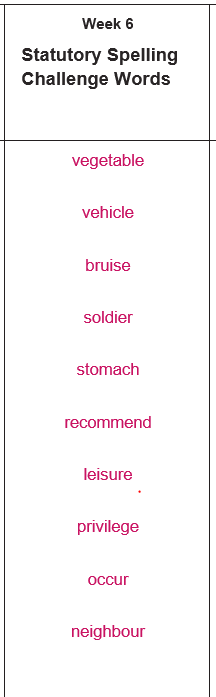 Week 6
Statutory Spelling
Challenge Words
vegetable
vehicle
bruise
soldier
stomach
recommend
leisure
privilege
occur
neighbour